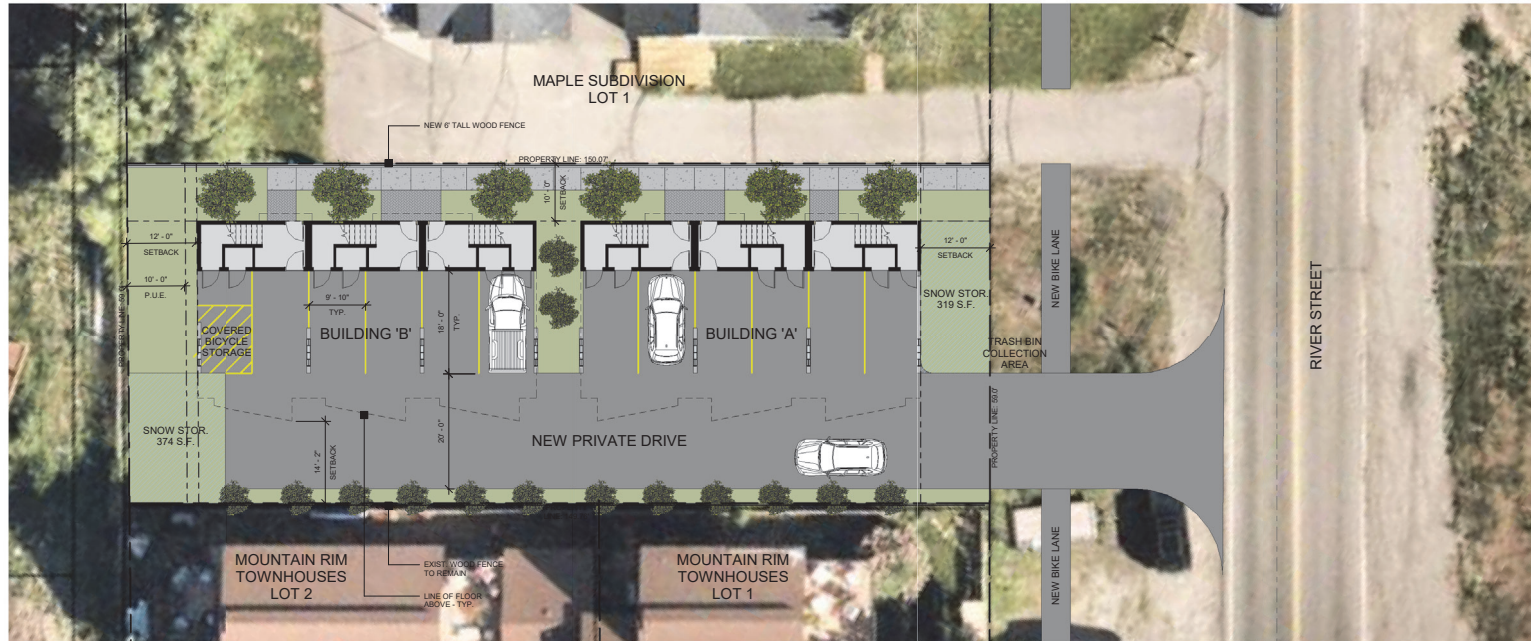 MAPLE SUBDIVISION
LOT 1
NEW 6' TALL WOOD FENCE
PROPERTY LINE: 150.07'
10' - 0"
SETBACK
12' - 0"
SETBACK
12' - 0"
SETBACK
10' - 0"
P.U.E.
PROPERTY LINE: 59.0'
9' - 10"
TYP.
18' - 0"
TYP.
SNOW STOR.
319 S.F.
COVERED
BICYCLE
STORAGE
BUILDING 'B'
BUILDING 'A'
TRASH BIN
COLLECTION
AREA
NEW BIKE LANE
RIVER STREET
SNOW STOR.
374 S.F.
14' - 2"
SETBACK
20' - 0"
NEW PRIVATE DRIVE
PROPERTY LINE: 59.0'
MOUNTAIN RIM
TOWNHOUSES
LOT 2
EXIST. WOOD FENCE
TO REMAIN
LINE OF FLOOR
ABOVE - TYP.
MOUNTAIN RIM
TOWNHOUSES
LOT 1
NEW BIKE LANE